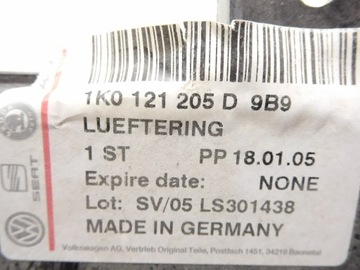 1K0 121 205 D 9B9
LUEFTERING
1 ST PP 18.01.05
Expire date: NONE
Lot: SV/05 LS301438
MADE IN GERMANY
Volkswagen AG, Vertrieb Original Teile, Postfach 1451, 34219 Baunatal
SEAT